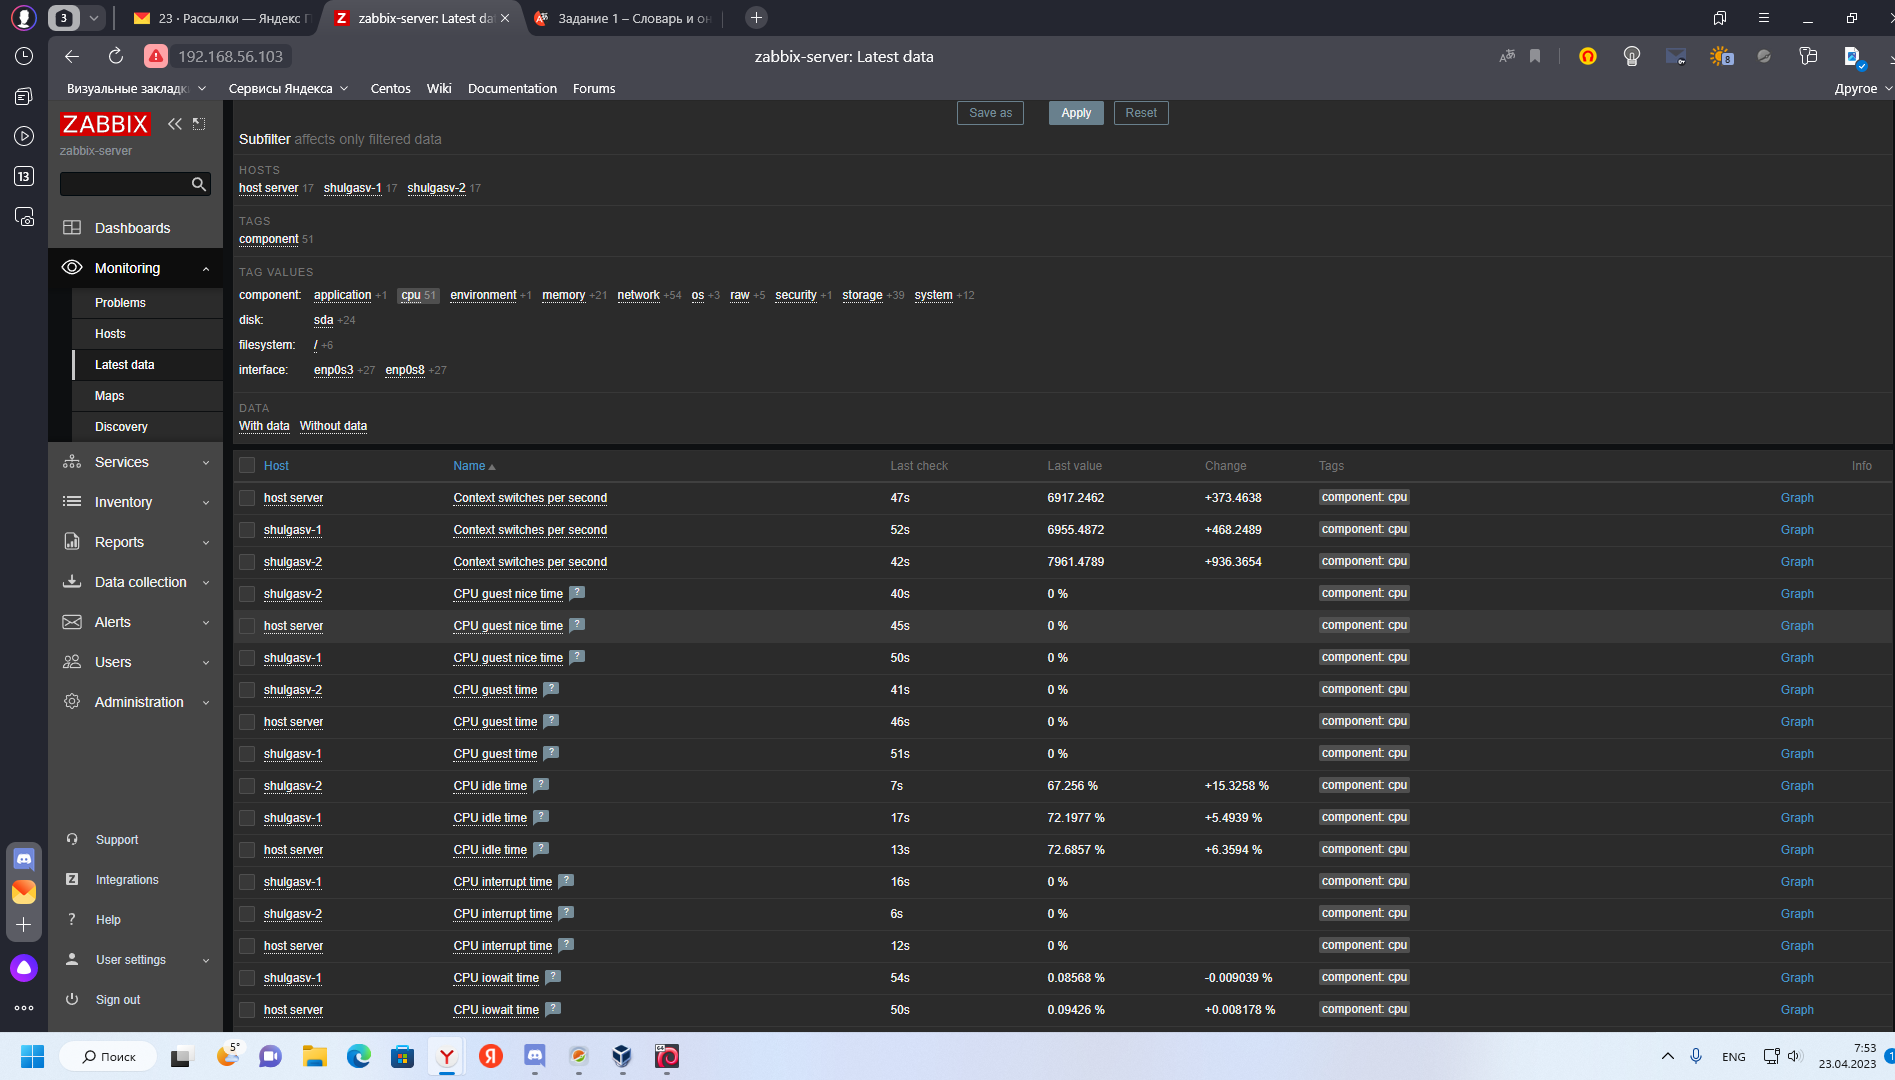 3
23 · Рассылки — Яндекс П
zabbix-server: Latest dat
Задание 1 – Словарь и он
192.168.56.103
zabbix-server: Latest data
8
Визуальные закладки
Сервисы Яндекса
Centos
Wiki
Documentation
Forums
Другое
13
ZABBIX
zabbix-server
Dashboards
Monitoring
Problems
Hosts
Latest data
Maps
Discovery
Services
Inventory
Reports
Data collection
Alerts
Users
Administration
Support
Integrations
Help
User settings
Sign out
Save as
Apply
Reset
Subfilter affects only filtered data
HOSTS
host server 17 shulgasv-1 17 shulgasv-2 17
TAGS
component 51
TAG VALUES
component: application +1 cpu 51 environment +1 memory +21 network +54 os +3 raw +5 security +1 storage +39 system +12
disk: sda +24
filesystem: / +6
interface: enp0s3 +27 enp0s8 +27
DATA
With data Without data
Host Name Last check Last value Change Tags Info
host server Context switches per second 47s 6917.2462 +373.4638 component: cpu Graph
shulgasv-1 Context switches per second 52s 6955.4872 +468.2489 component: cpu Graph
shulgasv-2 Context switches per second 42s 7961.4789 +936.3654 component: cpu Graph
shulgasv-2 CPU guest nice time ? 40s 0 % component: cpu Graph
host server CPU guest nice time ? 45s 0 % component: cpu Graph
shulgasv-1 CPU guest nice time ? 50s 0 % component: cpu Graph
shulgasv-2 CPU guest time ? 41s 0 % component: cpu Graph
host server CPU guest time ? 46s 0 % component: cpu Graph
shulgasv-1 CPU guest time ? 51s 0 % component: cpu Graph
shulgasv-2 CPU idle time ? 7s 67.256 % +15.3258 % component: cpu Graph
shulgasv-1 CPU idle time ? 17s 72.1977 % +5.4939 % component: cpu Graph
host server CPU idle time ? 13s 72.6857 % +6.3594 % component: cpu Graph
shulgasv-1 CPU interrupt time ? 16s 0 % component: cpu Graph
shulgasv-2 CPU interrupt time ? 6s 0 % component: cpu Graph
host server CPU interrupt time ? 12s 0 % component: cpu Graph
shulgasv-1 CPU iowait time ? 54s 0.08568 % -0.009039 % component: cpu Graph
host server CPU iowait time ? 50s 0.09426 % +0.008178 % component: cpu Graph
Поиск
5°
ENG
7:53
23.04.2023